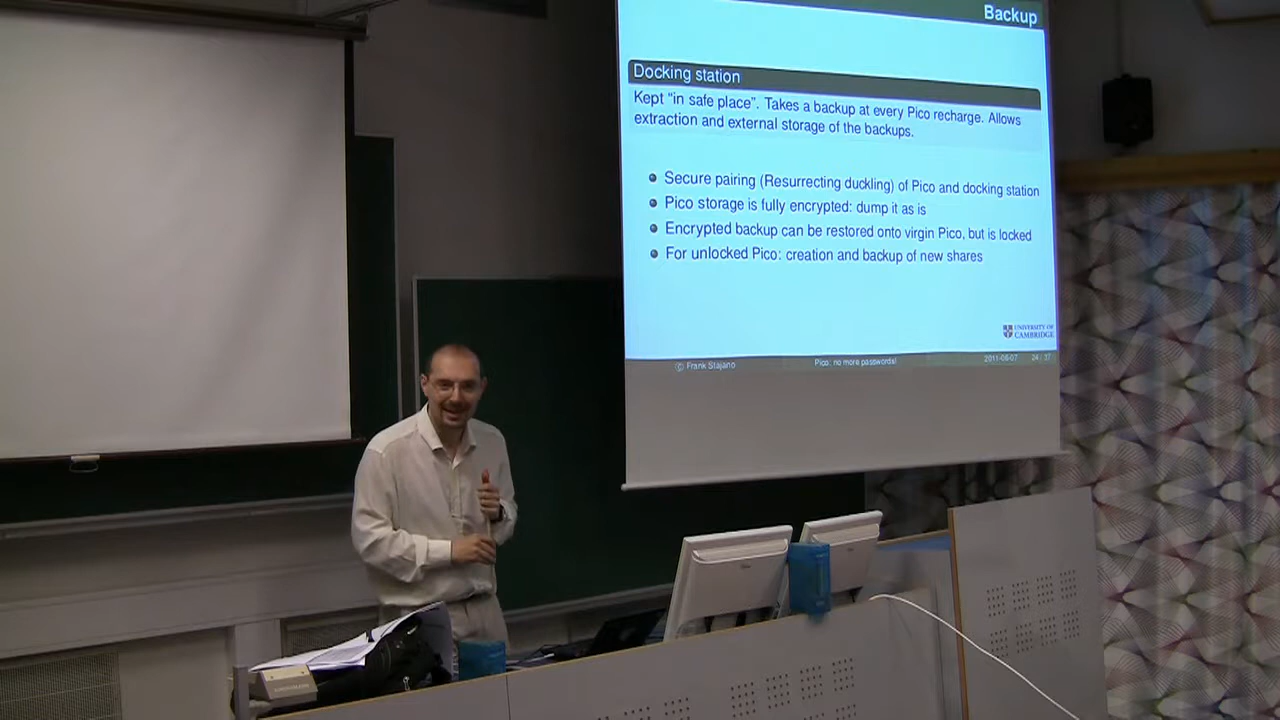 Backup
Docking station
Kept "in safe place". Takes a backup at every Pico recharge. Allows
extraction and external storage of the backups.
Secure pairing (Resurrecting duckling) of Pico and docking station
Pico storage is fully encrypted: dump it as is
Encrypted backup can be restored onto virgin Pico, but is locked
For unlocked Pico: creation and backup of new shares
UNIVERSITY OF
CAMBRIDGE
© Frank Stajano Pico: no more passwords! 2011-06-07 24 / 37